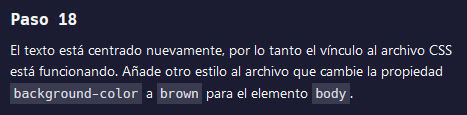 Paso 18
El texto está centrado nuevamente, por lo tanto el vínculo al archivo CSS
está funcionando. Añade otro estilo al archivo que cambie la propiedad
background-color a brown para el elemento body.